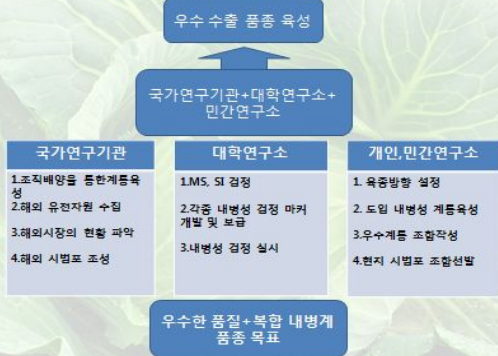 우수 수출 품종 육성
국가연구기관+대학연구소+
민간연구소
국가연구기관
1.조직배양을 통한계통육
성
2.해외 유전자원 수집
3.해외시장의 현황 파악
4.해외 시범포 조성
대학연구소
1.MS, SI 검정
2.각종 내병성 검정 마커
개발 및 보급
3.내병성 검정 실시
개인,민간연구소
1. 육종방향 설정
2. 도입 내병성 계통육성
3.우수계통 조합작성
4.현지 시범포 조합선발
우수한 품질+복합 내병계
품종 목표